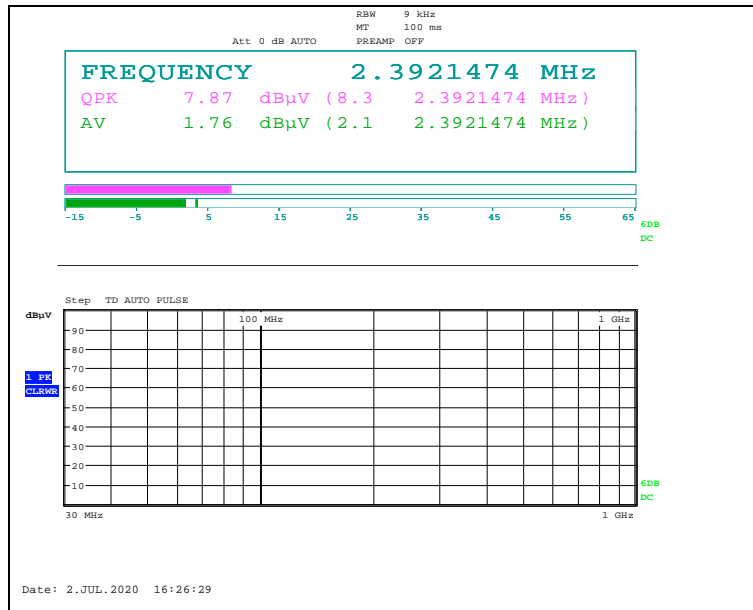 RBW 9 kHz
MT 100 ms
Att 0 dB AUTO PREAMP OFF
FREQUENCY 2.3921474 MHz
QPK 7.87 dBµV (8.3 2.3921474 MHz)
AV 1.76 dBµV (2.1 2.3921474 MHz)
-15 -5 5 15 25 35 45 55 65
6DB
DC
Step TD AUTO PULSE
dBµV
100 MHz 1 GHz
90
80
70
1 PK
CLRWR
60
50
40
30
20
10
6DB
DC
30 MHz 1 GHz
Date: 2.JUL.2020 16:26:29